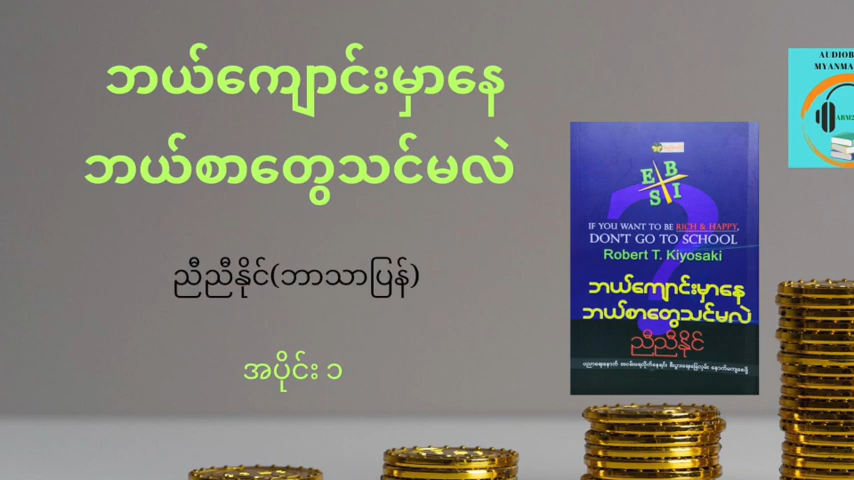 ဘယ်ကျောင်းမှာနေ
ဘယ်စာတွေသင်မလဲ
ညီညီနိုင်(ဘာသာပြန်)
အပိုင်း ၁
E B
S I
IF YOU WANT TO BE RICH & HAPPY,
DON'T GO TO SCHOOL
?
Robert T. Kiyosaki
ဘယ်ကျောင်းမှာနေ
ဘယ်စာတွေသင်မလဲ
ညီညီနိုင်